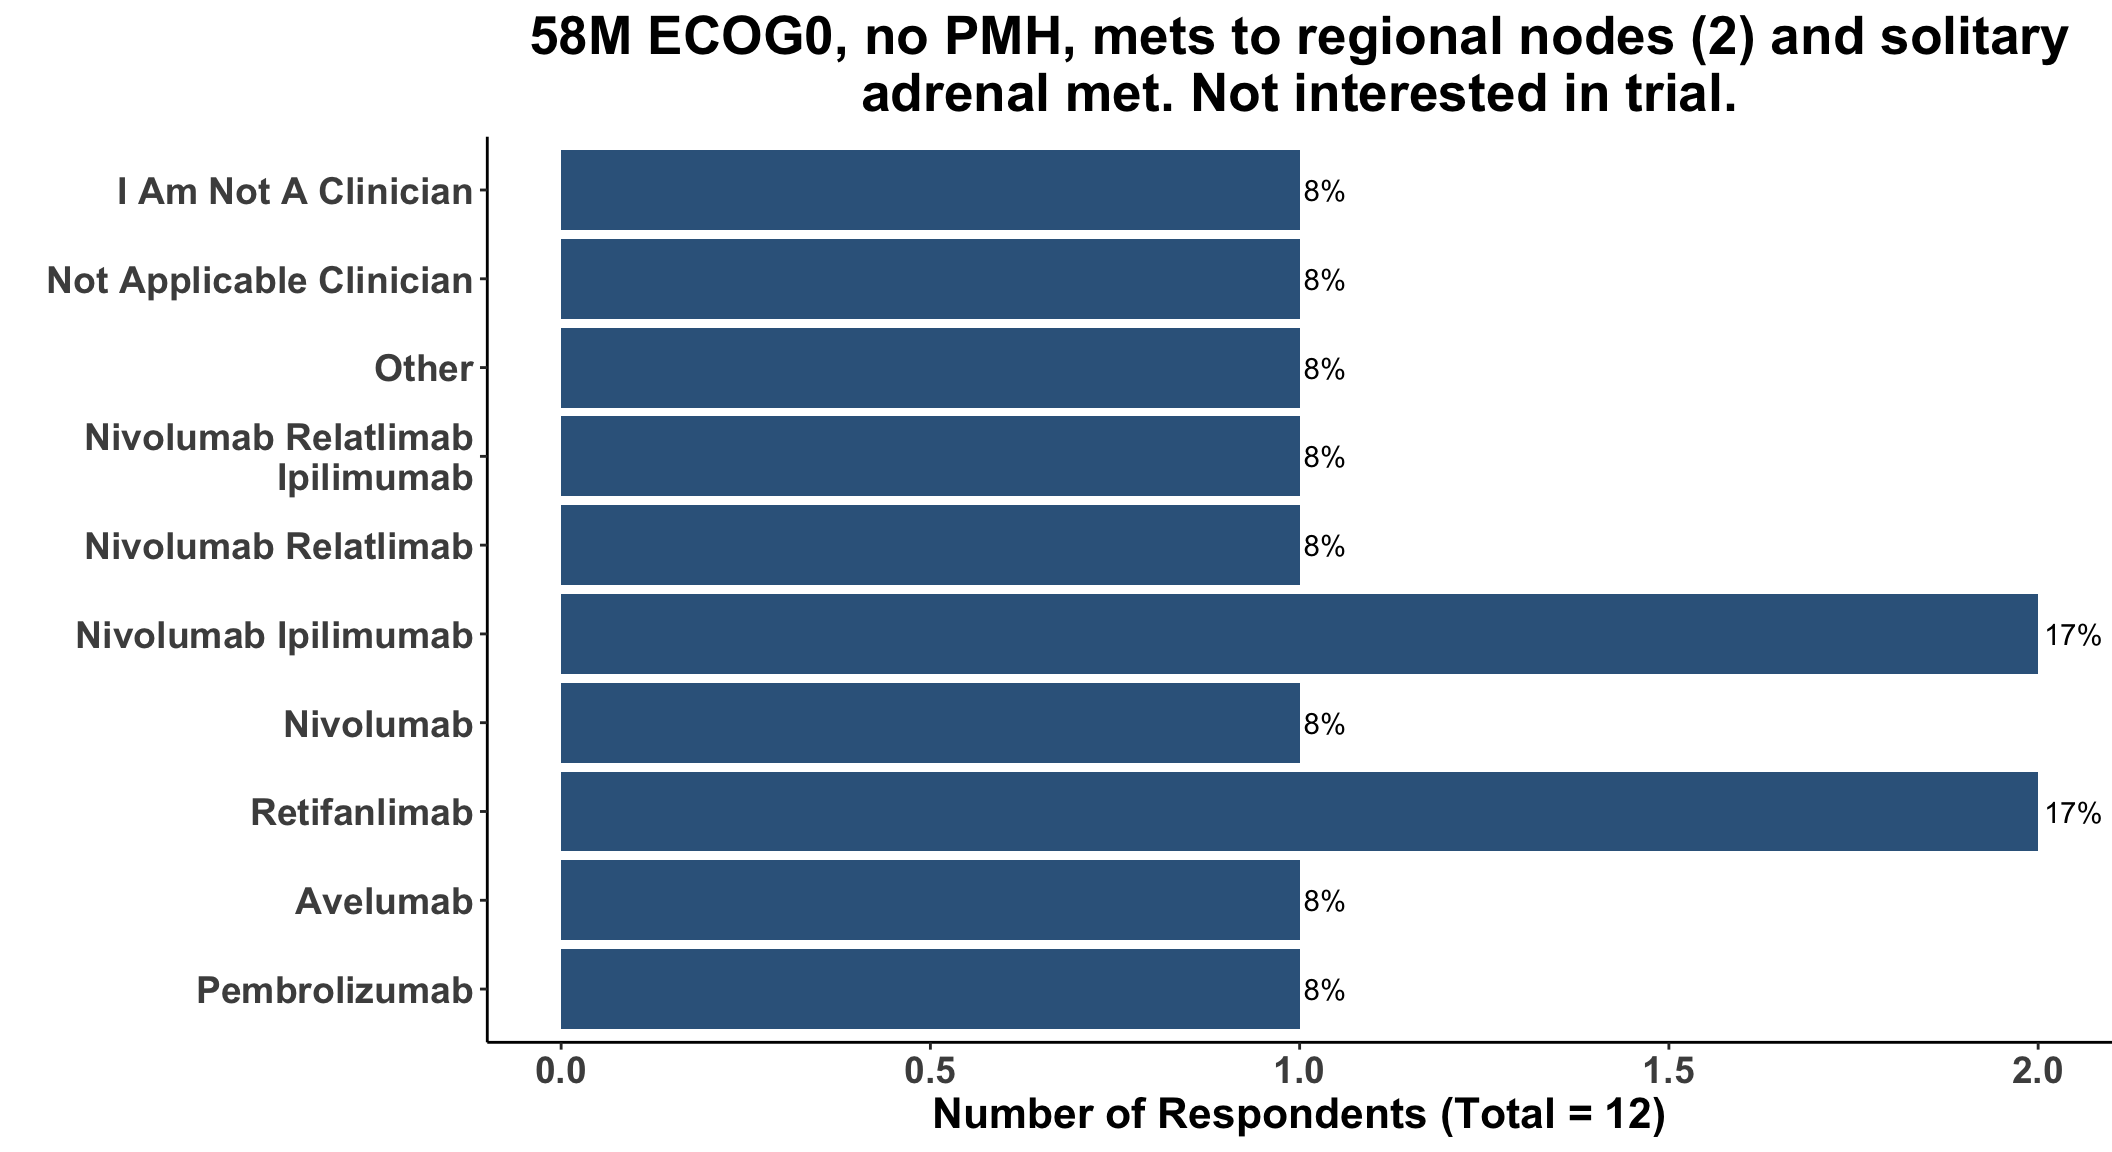 58M ECOG0, no PMH, mets to regional nodes (2) and solitary
adrenal met. Not interested in trial.
I Am Not A Clinician
8%
Not Applicable Clinician
8%
Other
8%
Nivolumab Relatlimab
Ipilimumab
8%
Nivolumab Relatlimab
8%
Nivolumab Ipilimumab
17%
Nivolumab
8%
Retifanlimab
17%
Avelumab
8%
Pembrolizumab
8%
0.0 0.5 1.0 1.5 2.0
Number of Respondents (Total = 12)